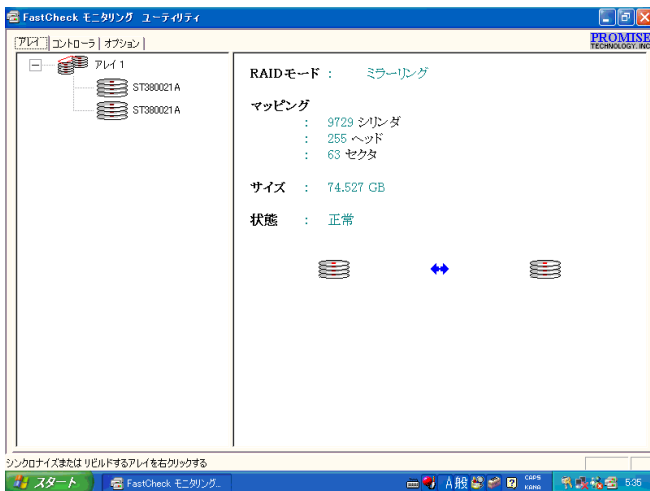 FastCheck モニタリング ユーティリティ
アレイ コントローラ オプション
PROMISE
TECHNOLOGY, INC
アレイ 1
ST380021A
ST380021A
RAIDモード : ミラーリング
マッピング
: 9729 シリンダ
: 255 ヘッド
: 63 セクタ
サイズ : 74.527 GB
状態 : 正常
シンクロナイズまたは リビルドするアレイを右クリックする
スタート FastCheck モニタリング... A 般 CAPS KANA 5:35